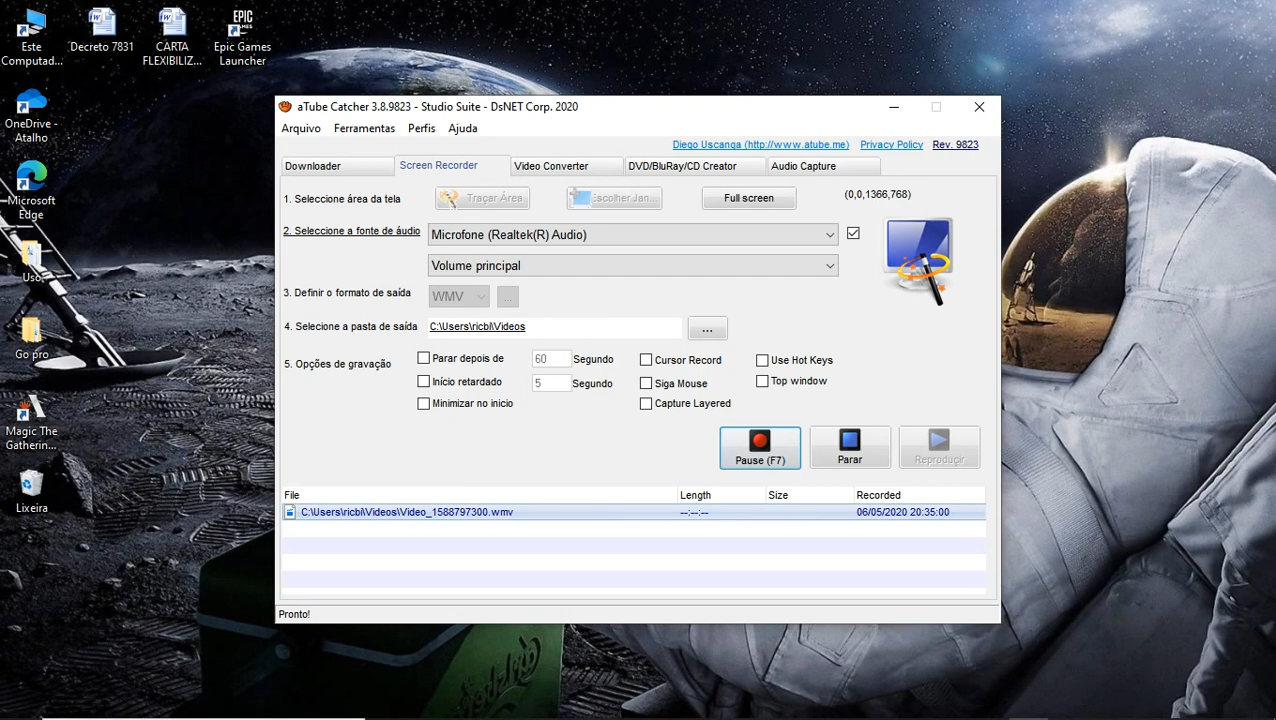 Este
Computad...
Decreto 7831
CARTA
FLEXIBILIZ...
EPIC
GAMES
Epic Games
Launcher
OneDrive -
Atalho
Microsoft
Edge
Uso
Go pro
Magic The
Gatherin...
Lixeira
aTube Catcher 3.8.9823 - Studio Suite - DsNET Corp. 2020
Arquivo Ferramentas Perfis Ajuda
Diego Uscanga (http://www.atube.me) Privacy Policy Rev. 9823
Downloader Screen Recorder Video Converter DVD/BluRay/CD Creator Audio Capture
1. Seleccione área da tela Traçar Área Escolher Jan... Full screen (0,0,1366,768)
2. Seleccione a fonte de áudio Microfone (Realtek(R) Audio)
Volume principal
3. Definir o formato de saída WMV ...
4. Selecione a pasta de saída C:\Users\ricbl\Videos ...
5. Opções de gravação Parar depois de 60 Segundo Cursor Record Use Hot Keys
Início retardado 5 Segundo Siga Mouse Top window
Minimizar no inicio Capture Layered
Pause (F7) Parar Reproduçir
File Length Size Recorded
C:\Users\ricbl\Videos\Video_1588797300.wmv --:--:-- 06/05/2020 20:35:00
Pronto!